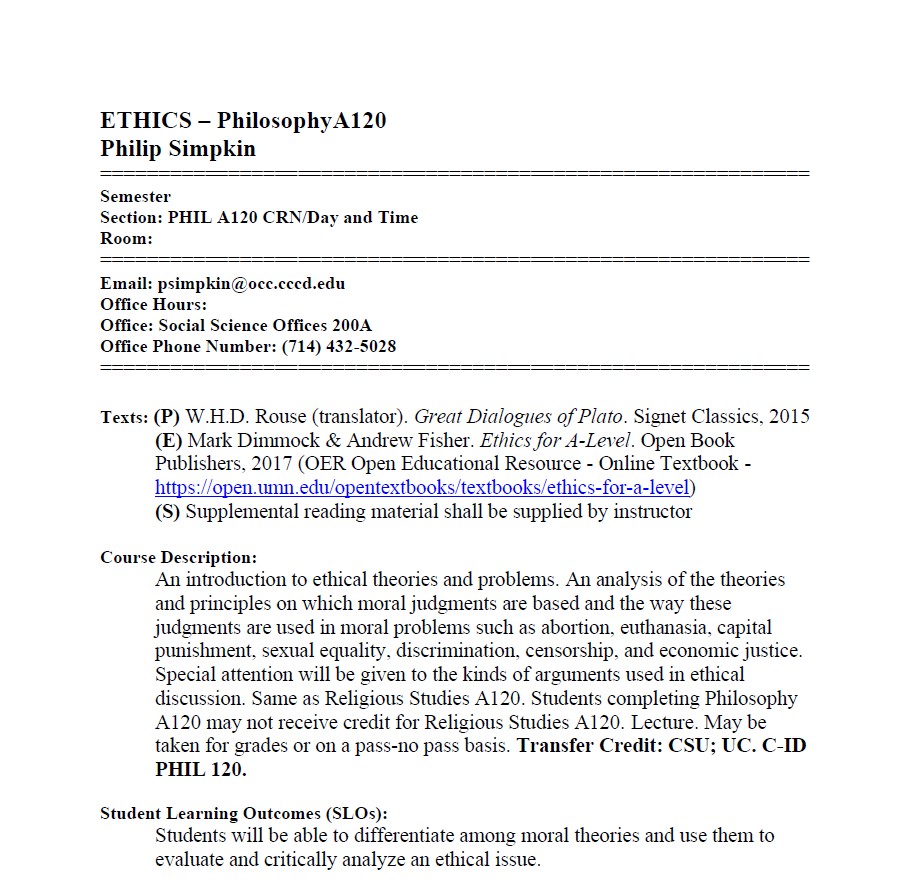 ETHICS – PhilosophyA120
Philip Simpkin
======================================================================
Semester
Section: PHIL A120 CRN/Day and Time
Room:
======================================================================
Email: psimpkin@occ.cccd.edu
Office Hours:
Office: Social Science Offices 200A
Office Phone Number: (714) 432-5028
======================================================================
Texts: (P) W.H.D. Rouse (translator). Great Dialogues of Plato. Signet Classics, 2015
(E) Mark Dimmock & Andrew Fisher. Ethics for A-Level. Open Book
Publishers, 2017 (OER Open Educational Resource - Online Textbook -
https://open.umn.edu/opentextbooks/textbooks/ethics-for-a-level)
(S) Supplemental reading material shall be supplied by instructor
Course Description:
An introduction to ethical theories and problems. An analysis of the theories
and principles on which moral judgments are based and the way these
judgments are used in moral problems such as abortion, euthanasia, capital
punishment, sexual equality, discrimination, censorship, and economic justice.
Special attention will be given to the kinds of arguments used in ethical
discussion. Same as Religious Studies A120. Students completing Philosophy
A120 may not receive credit for Religious Studies A120. Lecture. May be
taken for grades or on a pass-no pass basis. Transfer Credit: CSU; UC. C-ID
PHIL 120.
Student Learning Outcomes (SLOs):
Students will be able to differentiate among moral theories and use them to
evaluate and critically analyze an ethical issue.